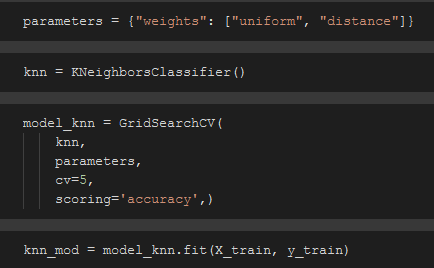 parameters = {"weights": ["uniform", "distance"]}
knn = KNeighborsClassifier()
model_knn = GridSearchCV(
    knn,
    parameters,
    cv=5,
    scoring='accuracy',)
knn_mod = model_knn.fit(X_train, y_train)